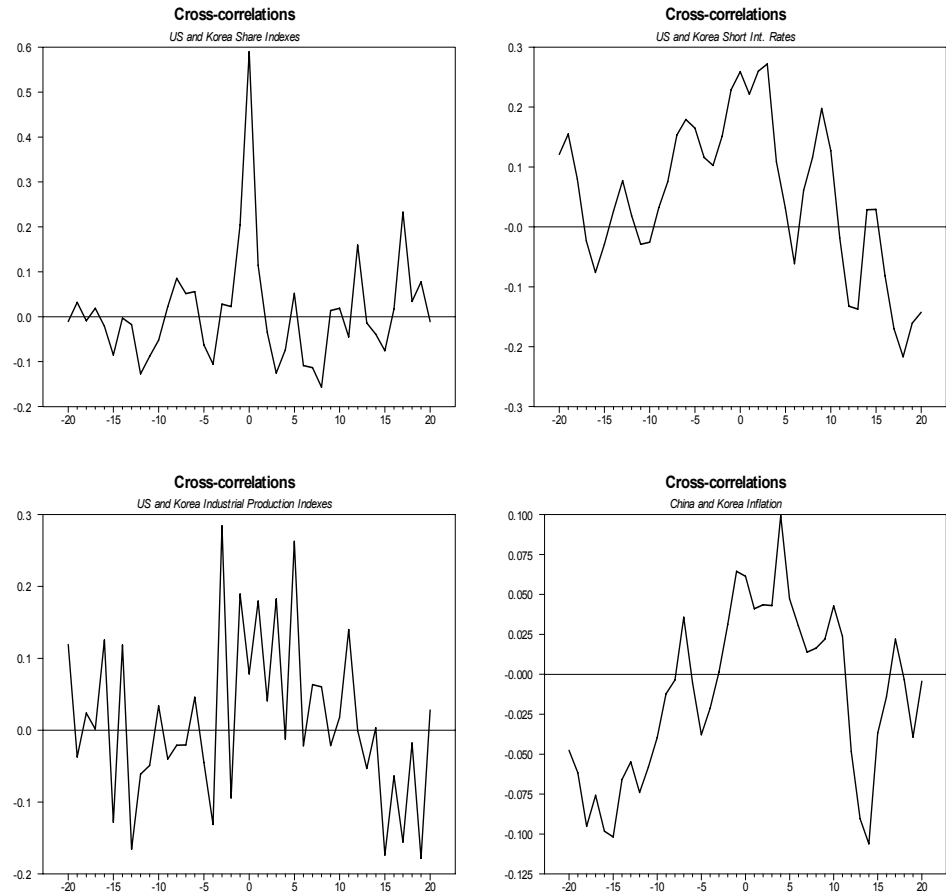 Cross-correlations
US and Korea Share Indexes
0.6
0.5
0.4
0.3
0.2
0.1
0.0
-0.1
-0.2
-20 -15 -10 -5 0 5 10 15 20
Cross-correlations
US and Korea Short Int. Rates
0.3
0.2
0.1
-0.0
-0.1
-0.2
-0.3
-20 -15 -10 -5 0 5 10 15 20
Cross-correlations
US and Korea Industrial Production Indexes
0.3
0.2
0.1
0.0
-0.1
-0.2
-20 -15 -10 -5 0 5 10 15 20
Cross-correlations
China and Korea Inflation
0.100
0.075
0.050
0.025
-0.000
-0.025
-0.050
-0.075
-0.100
-0.125
-20 -15 -10 -5 0 5 10 15 20